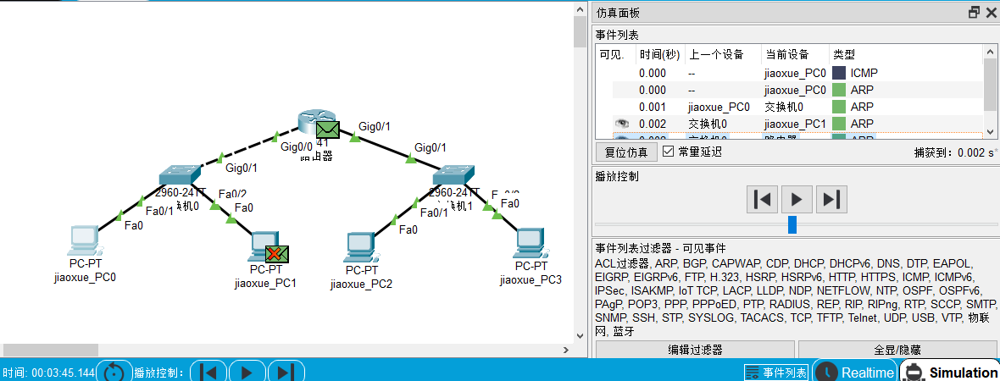 仿真面板
事件列表
可见. 时间(秒) 上一个设备 当前设备 类型
0.000 -- jiaoxue_PC0 ICMP
0.000 -- jiaoxue_PC0 ARP
0.001 jiaoxue_PC0 交换机0 ARP
0.002 交换机0 jiaoxue_PC1 ARP
0.002 交换机0 路由器 ARP
复位仿真 常量延迟 捕获到: 0.002 s*
播放控制
事件列表过滤器 - 可见事件
ACL过滤器, ARP, BGP, CAPWAP, CDP, DHCP, DHCPv6, DNS, DTP, EAPOL,
EIGRP, EIGRPv6, FTP, H.323, HSRP, HSRPv6, HTTP, HTTPS, ICMP, ICMPv6,
IPSec, ISAKMP, IoT TCP, LACP, LLDP, NDP, NETFLOW, NTP, OSPF, OSPFv6,
PAgP, POP3, PPP, PPPoED, PTP, RADIUS, REP, RIP, RIPng, RTP, SCCP, SMTP,
SNMP, SSH, STP, SYSLOG, TACACS, TCP, TFTP, Telnet, UDP, USB, VTP, 物联
网, 蓝牙
编辑过滤器 全显/隐藏
Gig0/1
Gig0/0
41
路由器
Gig0/1
Gig0/1
2960-24TT
换机0
Fa0/2
Fa0/1
Fa0
Fa0
2960-24TT
换机1
Fa0
Fa0/1
Fa0
PC-PT
jiaoxue_PC0
PC-PT
jiaoxue_PC1
PC-PT
jiaoxue_PC2
PC-PT
jiaoxue_PC3
时间: 00:03:45.144 播放控制: 事件列表 Realtime Simulation